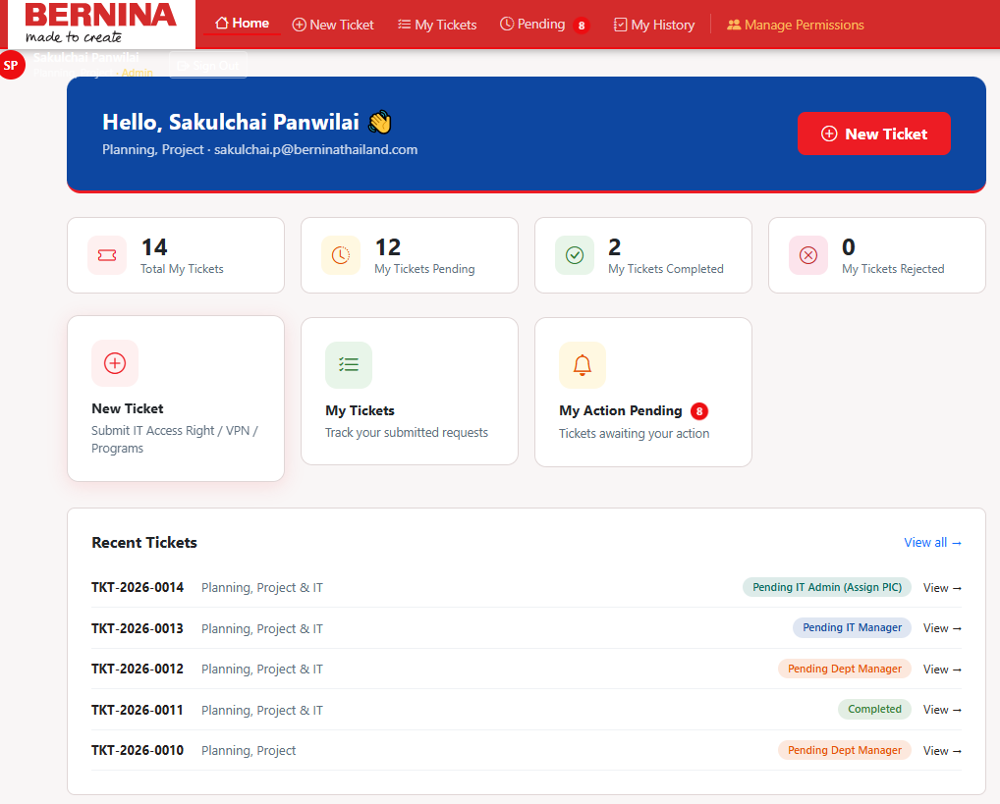 BERNINA
made to create
Home
New Ticket
My Tickets
Pending 8
My History
Manage Permissions
SP
Sakulchai Panwilai
· Admin
Sign Out
Hello, Sakulchai Panwilai 👋
Planning, Project · sakulchai.p@berninathailand.com
New Ticket
14
Total My Tickets
12
My Tickets Pending
2
My Tickets Completed
0
My Tickets Rejected
New Ticket
Submit IT Access Right / VPN /
Programs
My Tickets
Track your submitted requests
My Action Pending 8
Tickets awaiting your action
Recent Tickets
View all →
TKT-2026-0014 Planning, Project & IT Pending IT Admin (Assign PIC) View →
TKT-2026-0013 Planning, Project & IT Pending IT Manager View →
TKT-2026-0012 Planning, Project & IT Pending Dept Manager View →
TKT-2026-0011 Planning, Project & IT Completed View →
TKT-2026-0010 Planning, Project Pending Dept Manager View →